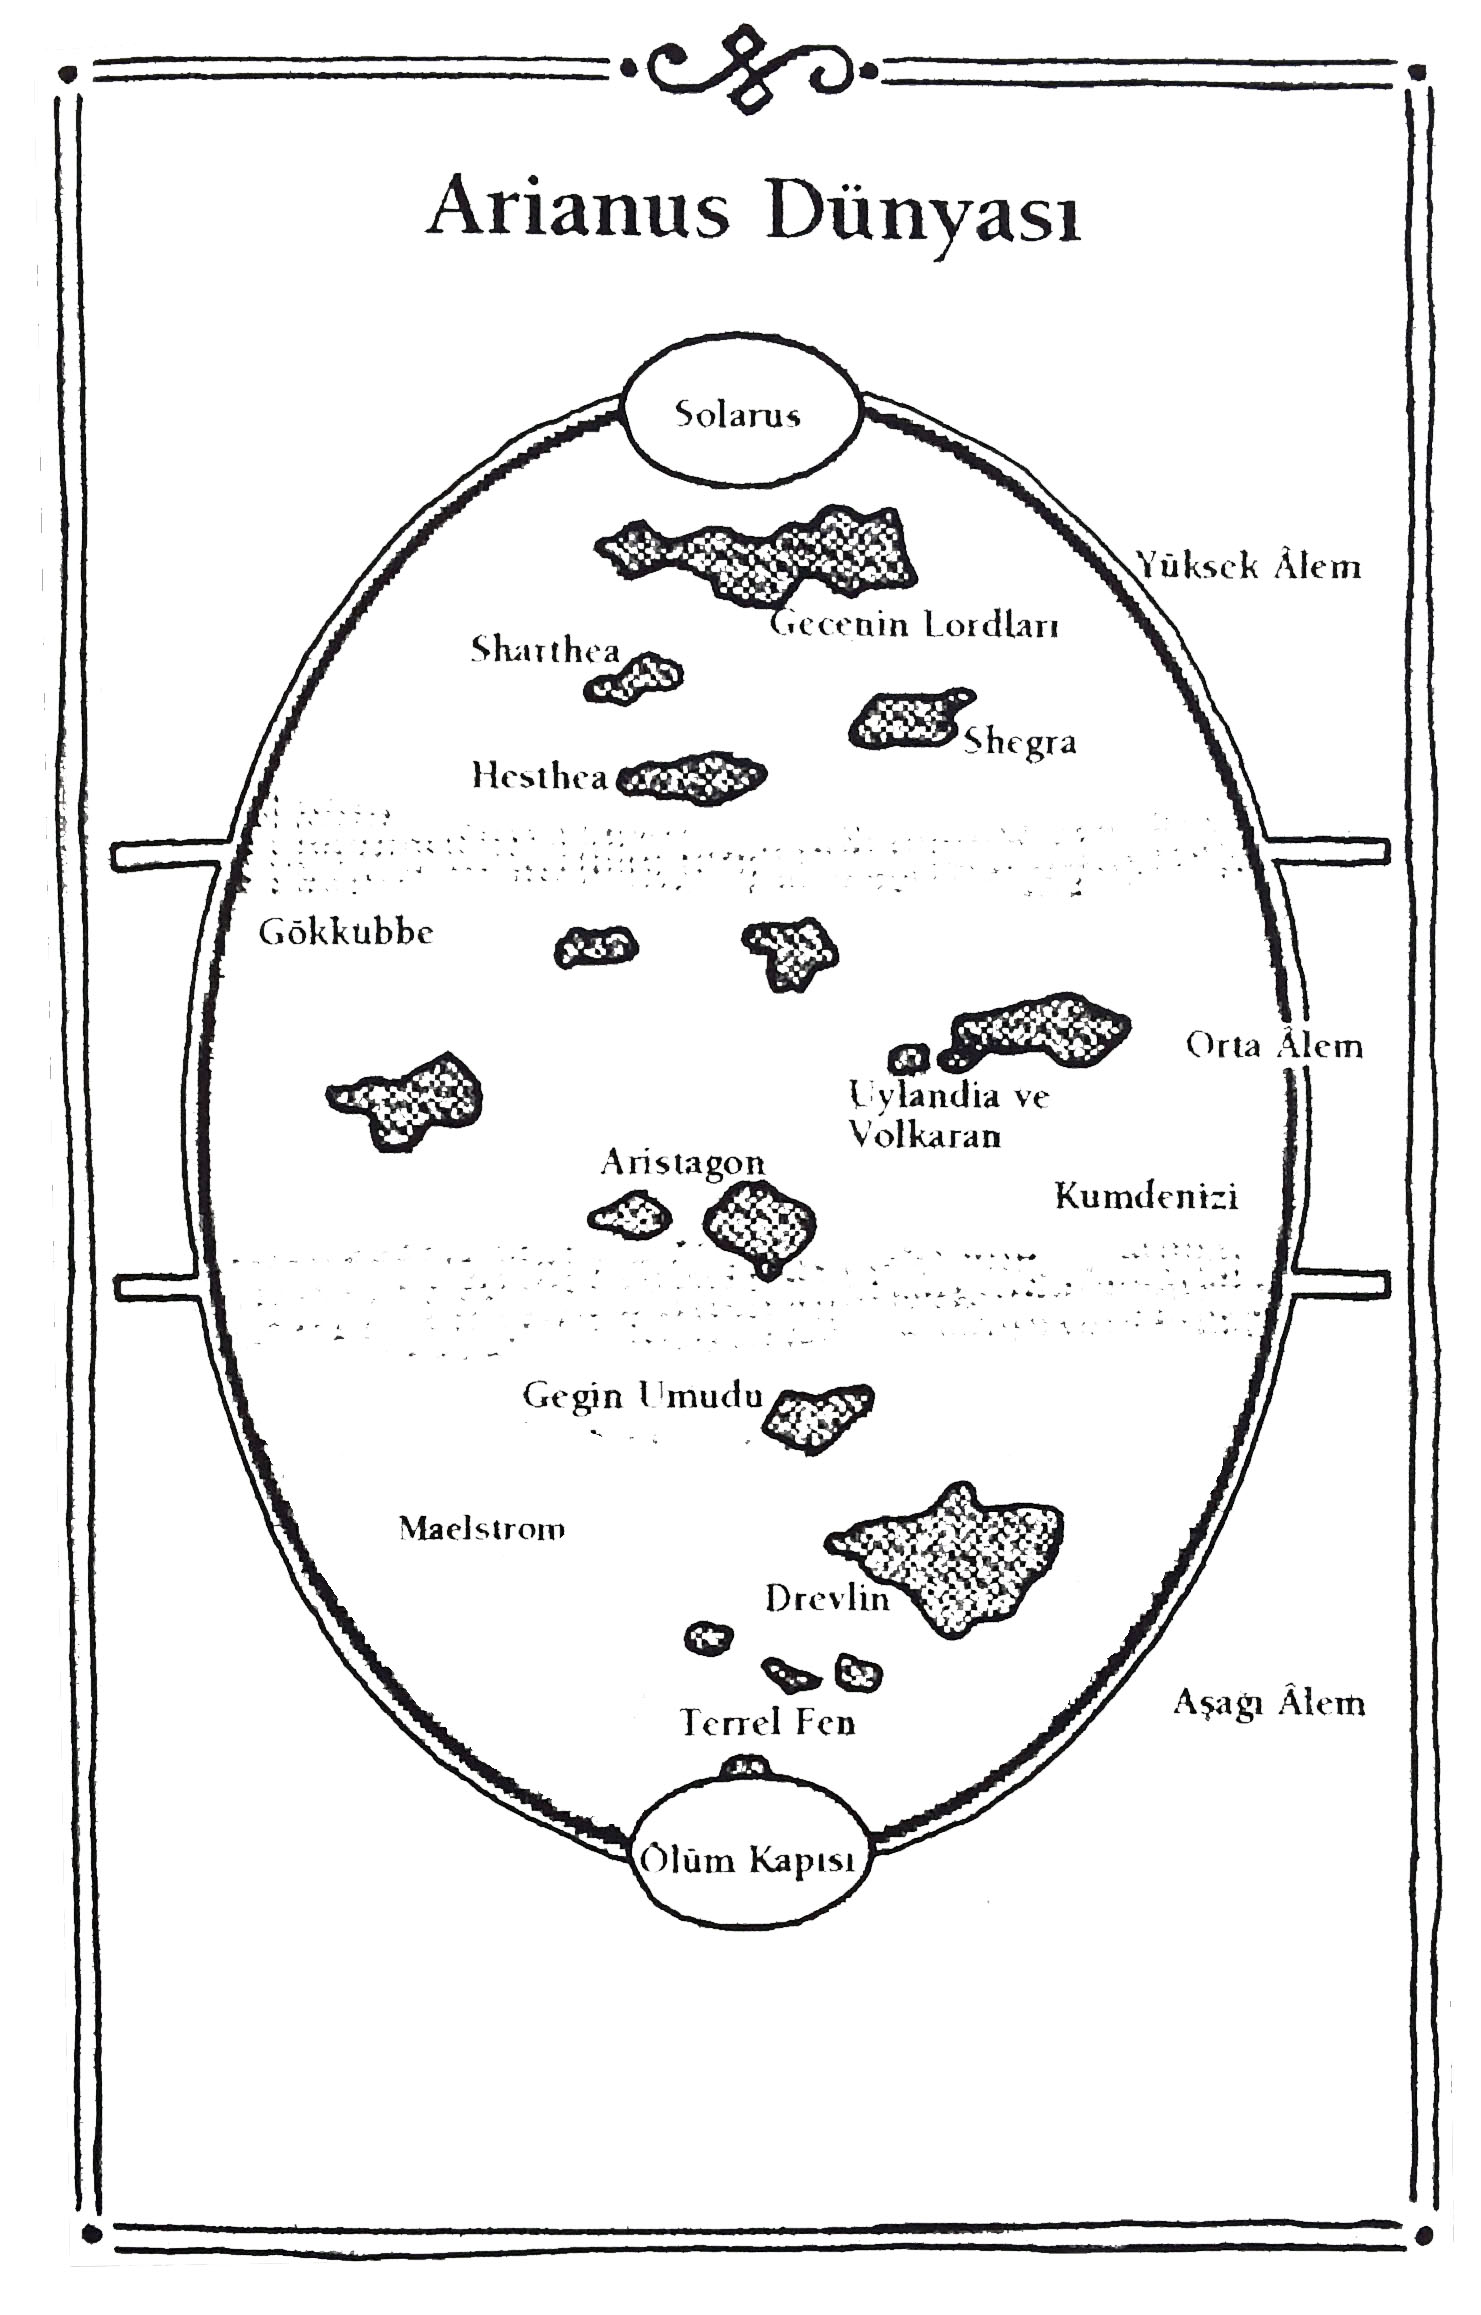 Arianus Dünyası
Solarus
Yüksek Âlem
Gecenin Lordları
Sharthea
Shegra
Hesthea
Gökkubbe
Orta Âlem
Uylandia ve
Volkaran
Aristagon
Kumdenizi
Gegin Umudu
Maelstrom
Drevlin
Aşağı Âlem
Terrel Fen
Ölüm Kapısı